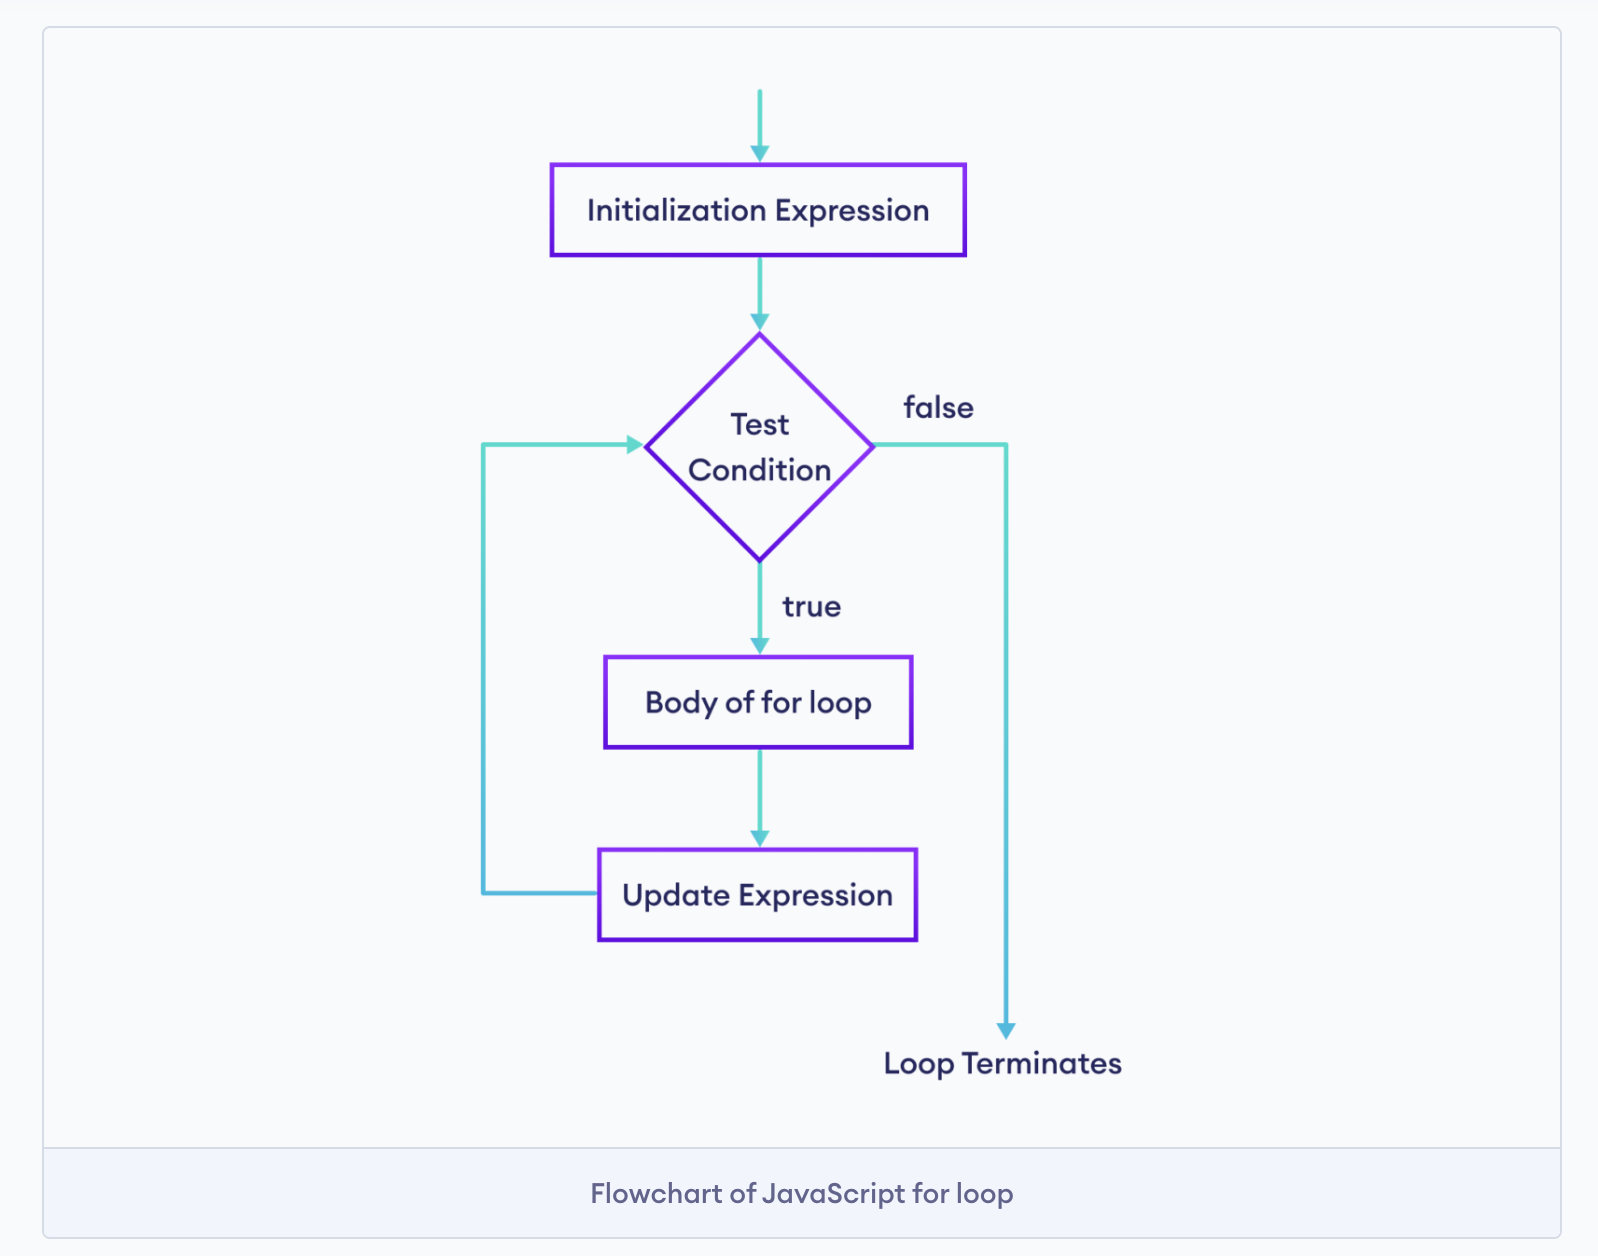 Initialization Expression
false
Test
Condition
true
Body of for loop
Update Expression
Loop Terminates
Flowchart of JavaScript for loop